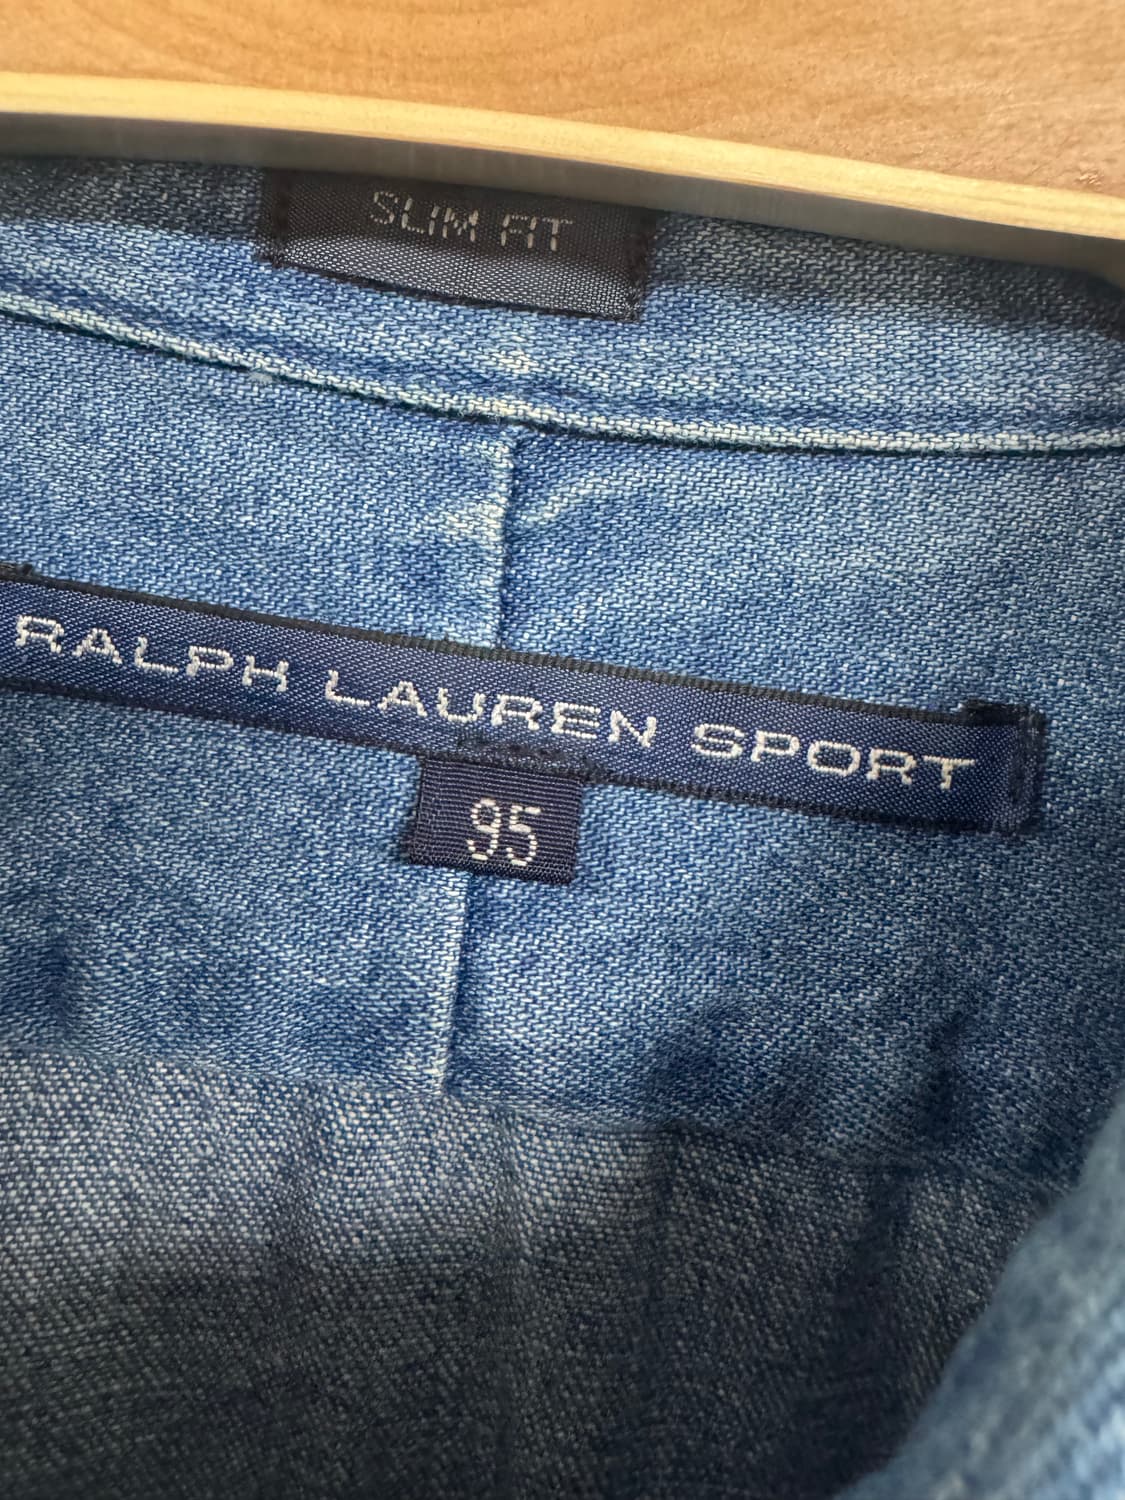 SLIM FIT
RALPH LAUREN SPORT
95